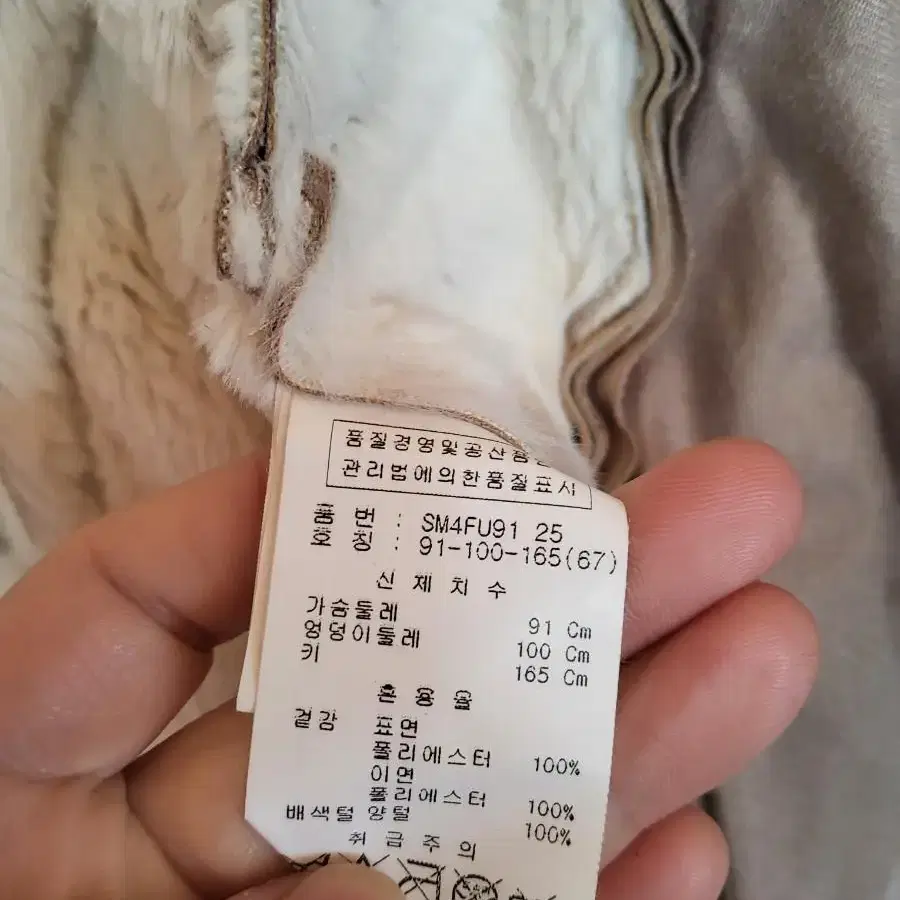 품질경영및공산품
관리법에의한품질표시
품 번 : SM4FU91 25
호 칭 : 91-100-165(67)
신 체 치 수
가슴둘레 91 Cm
엉덩이둘레 100 Cm
키 165 Cm
혼 용 율
겉감 표면
폴리에스터 100%
이면
폴리에스터 100%
배색털 양털 100%
취 급 주 의